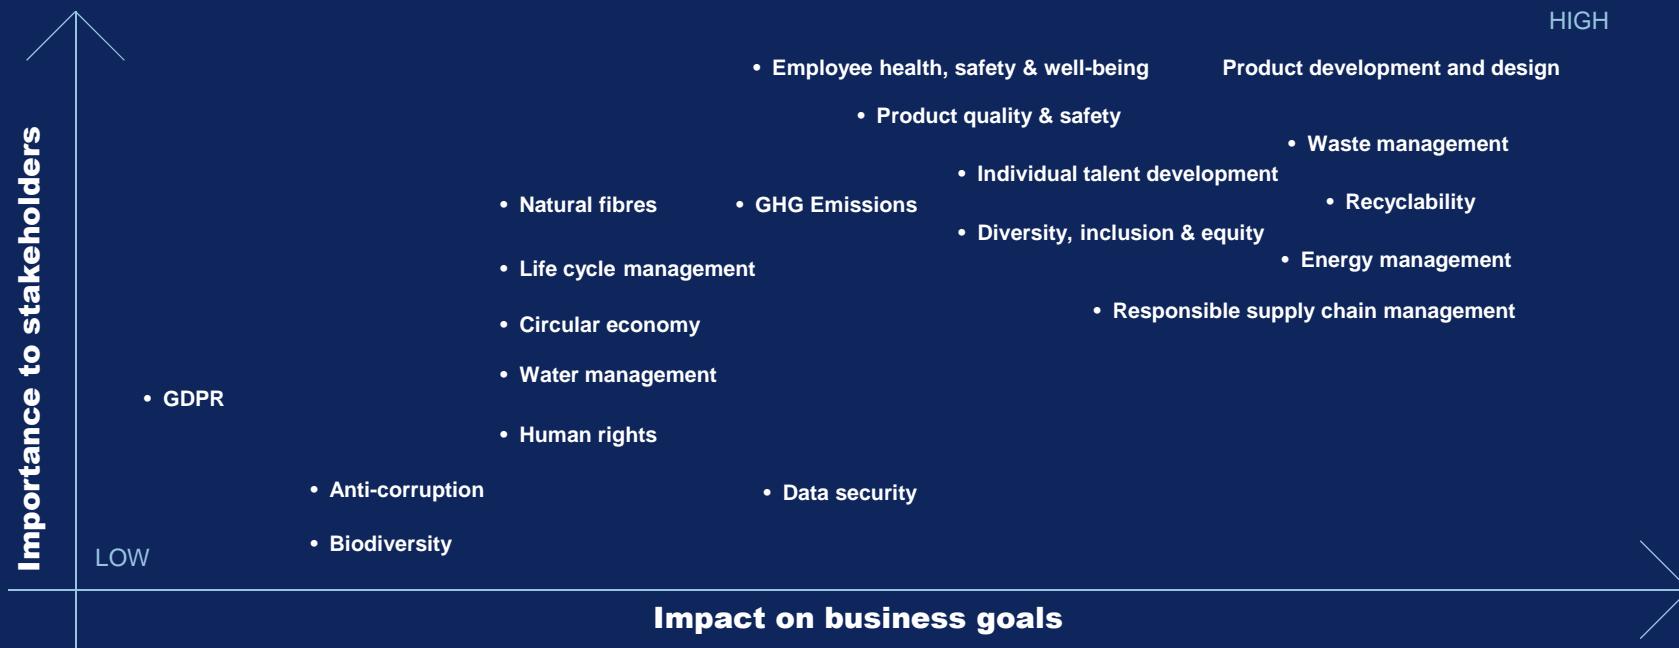 HIGH
• Employee health, safety & well-being
Product development and design
• Product quality & safety
• Waste management
• Individual talent development
• Natural fibres
• GHG Emissions
• Recyclability
• Diversity, inclusion & equity
• Energy management
• Life cycle management
• Responsible supply chain management
• Circular economy
• Water management
• GDPR
• Human rights
• Anti-corruption
• Data security
• Biodiversity
LOW
Importance to stakeholders
Impact on business goals